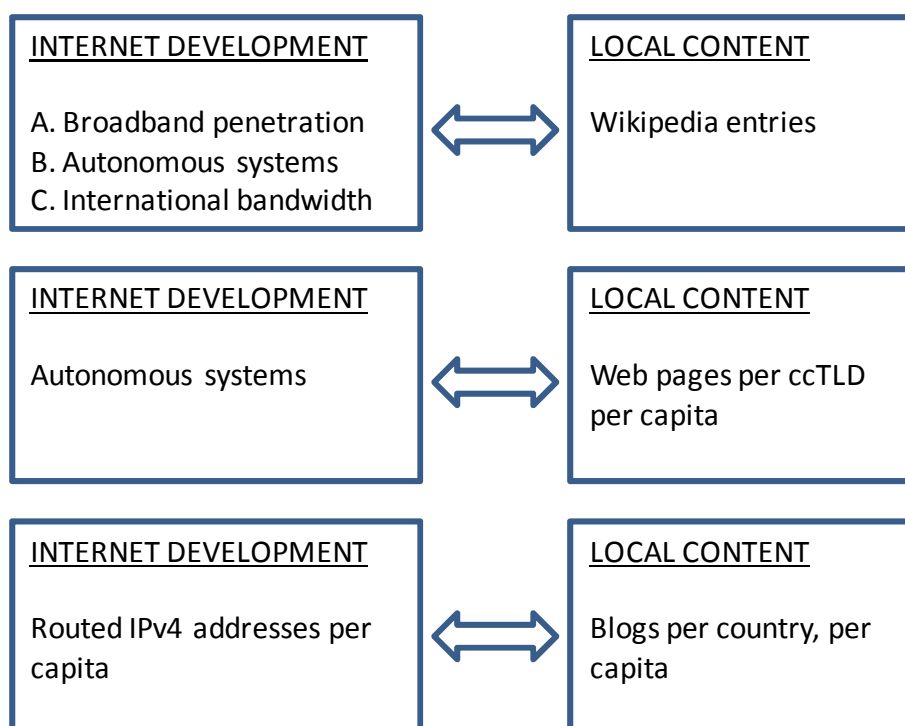 INTERNET DEVELOPMENT
A. Broadband penetration
B. Autonomous systems
C. International bandwidth
LOCAL CONTENT
Wikipedia entries
INTERNET DEVELOPMENT
Autonomous systems
LOCAL CONTENT
Web pages per ccTLD
per capita
INTERNET DEVELOPMENT
Routed IPv4 addresses per
capita
LOCAL CONTENT
Blogs per country, per
capita